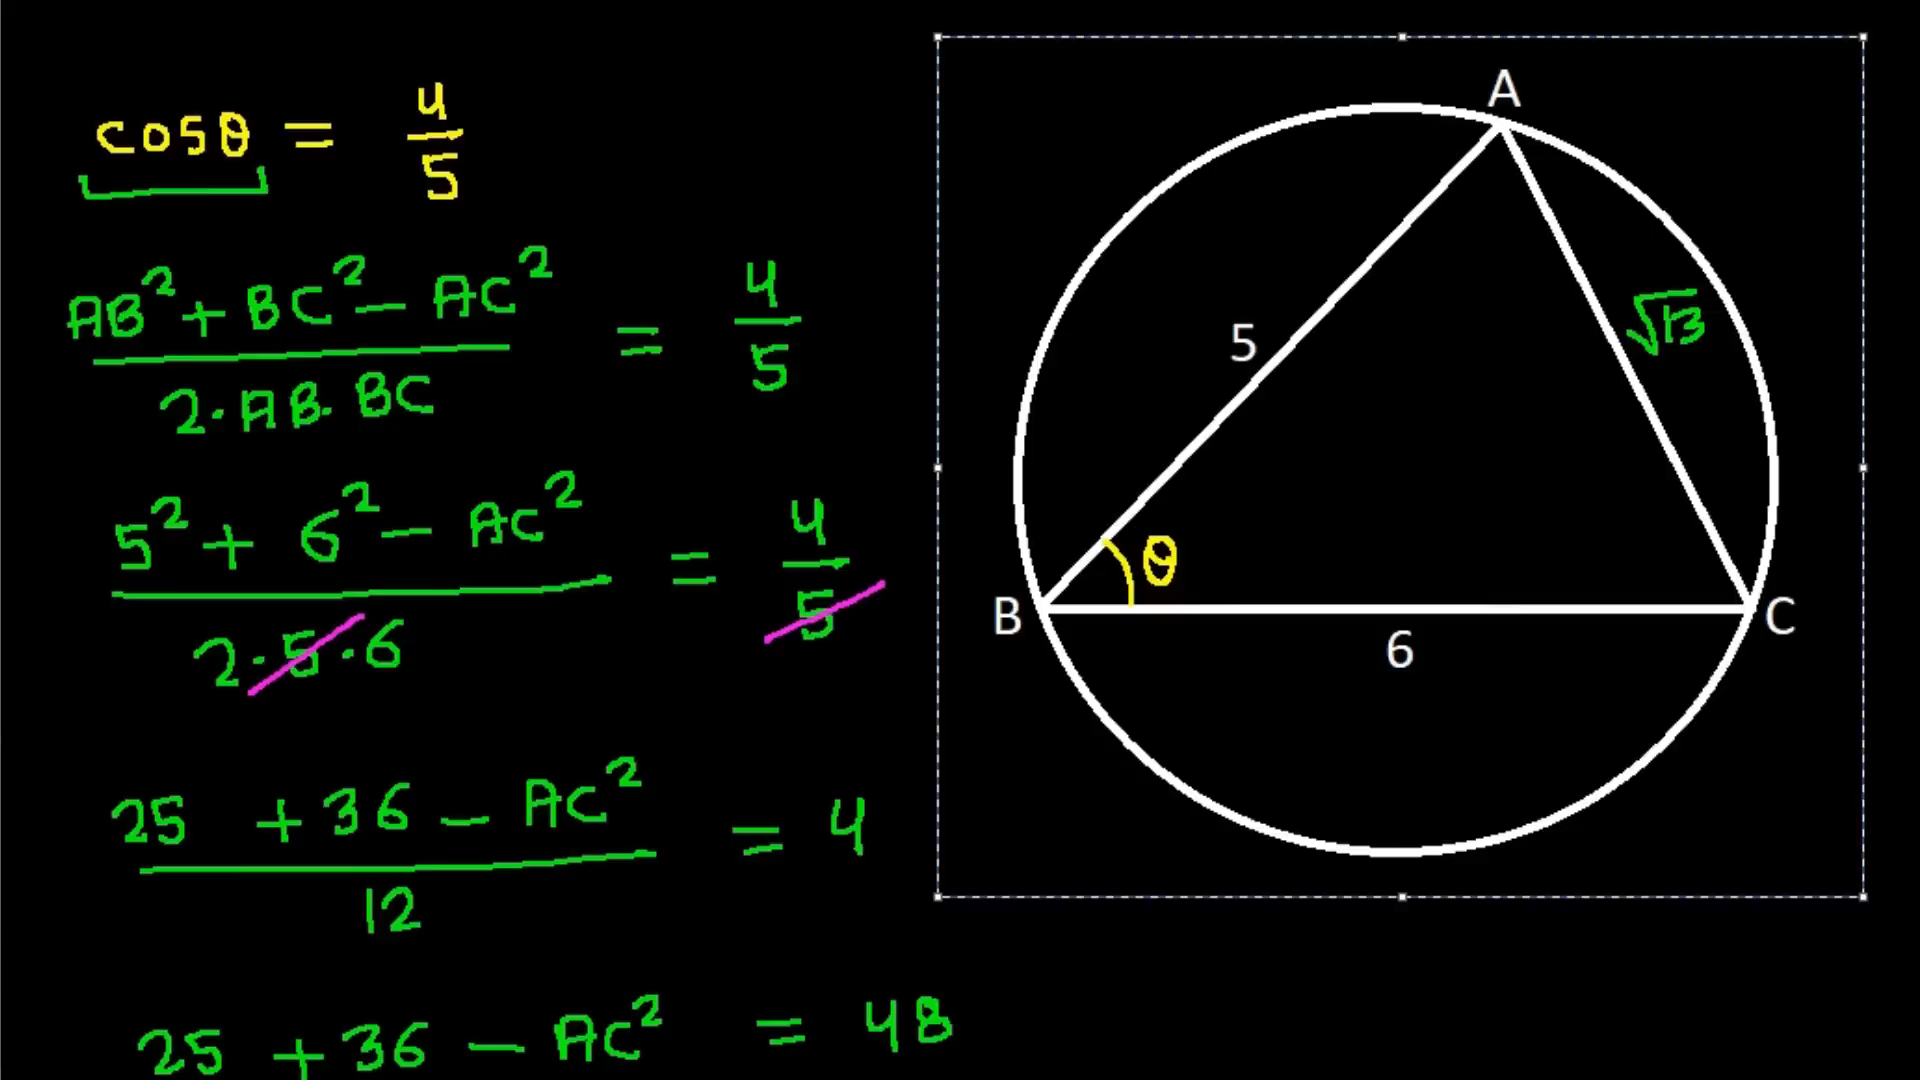 cosθ = 4/5
AB² + BC² - AC² / 2·AB·BC = 4/5
5² + 6² - AC² / 2·5·6 = 4/5
25 + 36 - AC² / 12 = 4
25 + 36 - AC² = 48
A
5
√13
θ
B
C
6